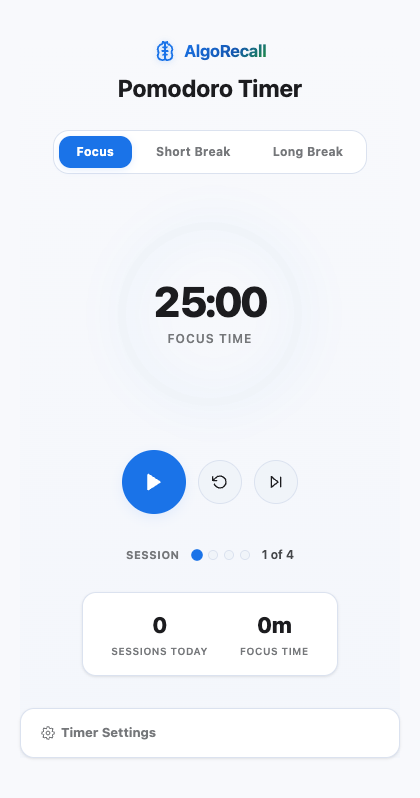 AlgoRecall
Pomodoro Timer
Focus Short Break Long Break
25:00
FOCUS TIME
SESSION 1 of 4
0 0m
SESSIONS TODAY FOCUS TIME
Timer Settings